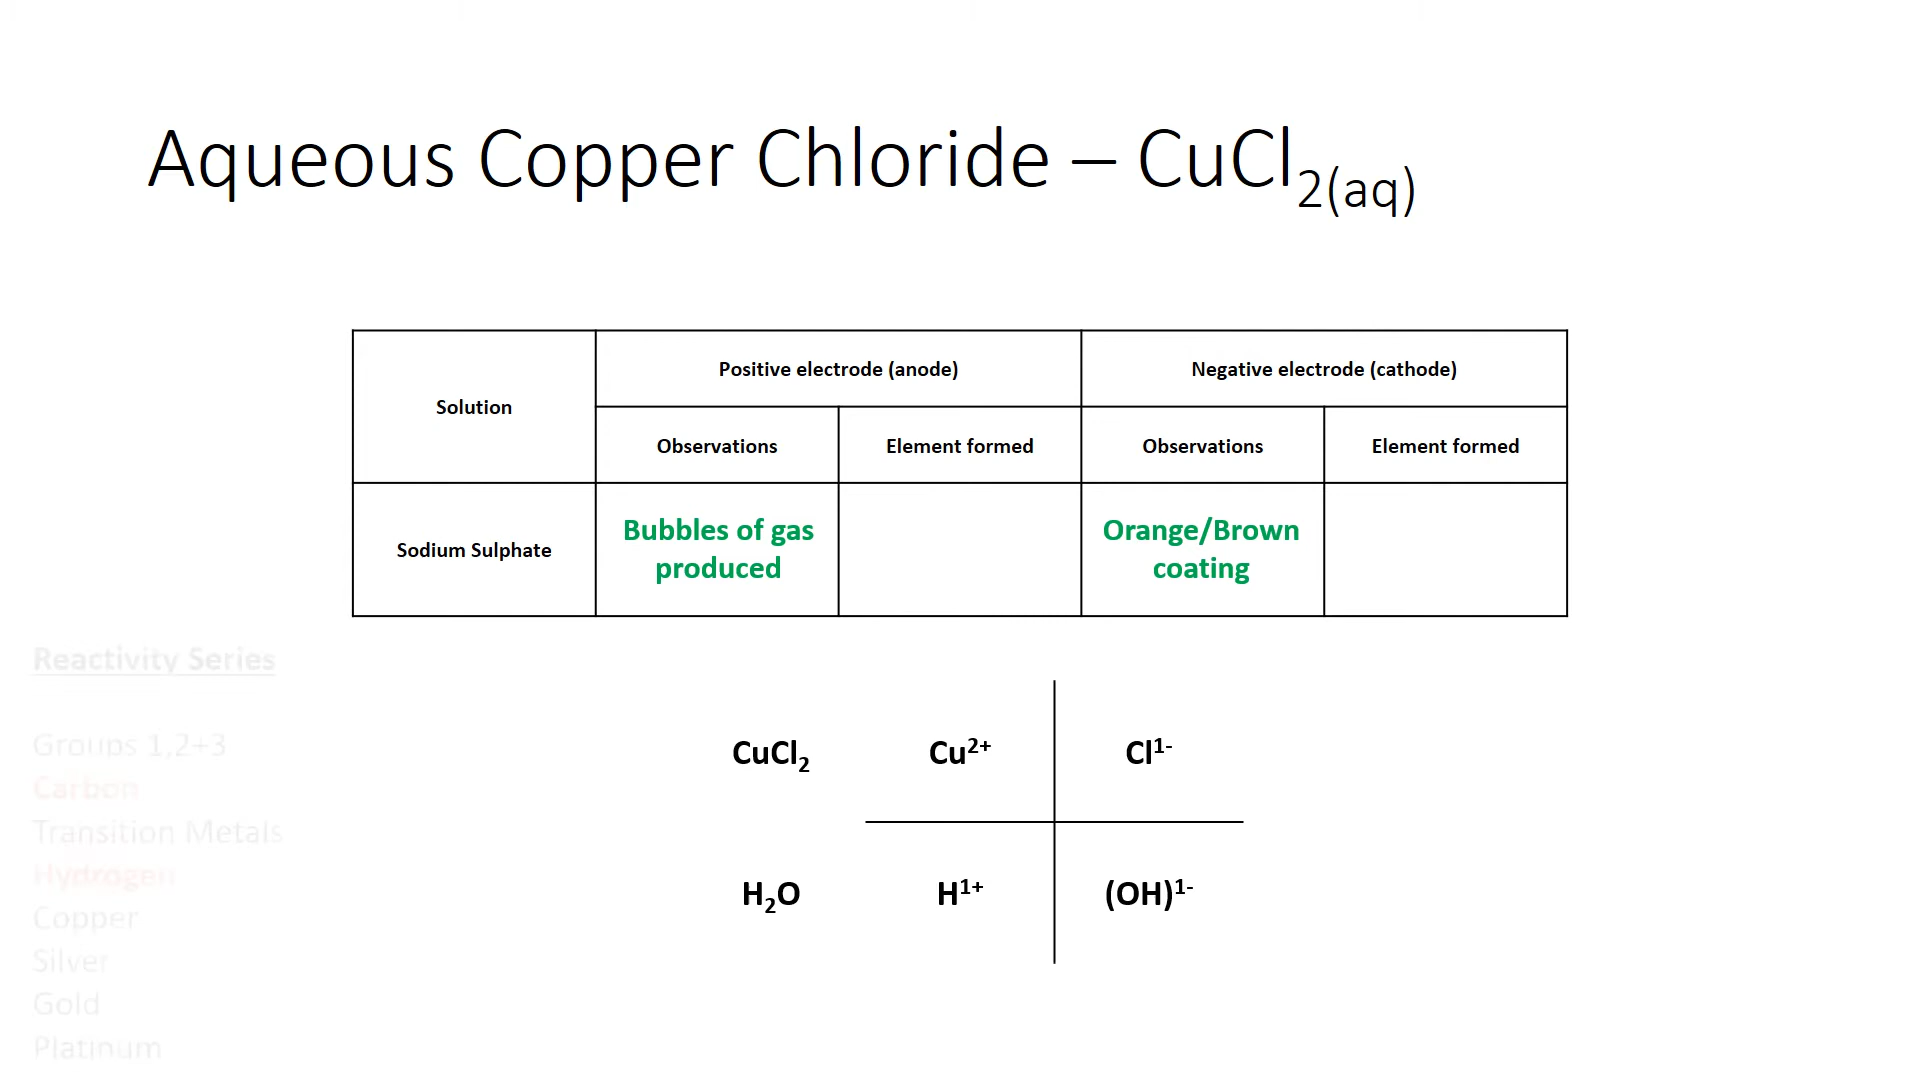 Aqueous Copper Chloride – CuCl2(aq)
Solution
Positive electrode (anode)
Negative electrode (cathode)
Observations
Element formed
Observations
Element formed
Sodium Sulphate
Bubbles of gas
produced
Orange/Brown
coating
Reactivity Series
Groups 1,2+3
Carbon
Transition Metals
Hydrogen
Copper
Silver
Gold
Platinum
CuCl2
Cu2+
Cl1-
H2O
H1+
(OH)1-